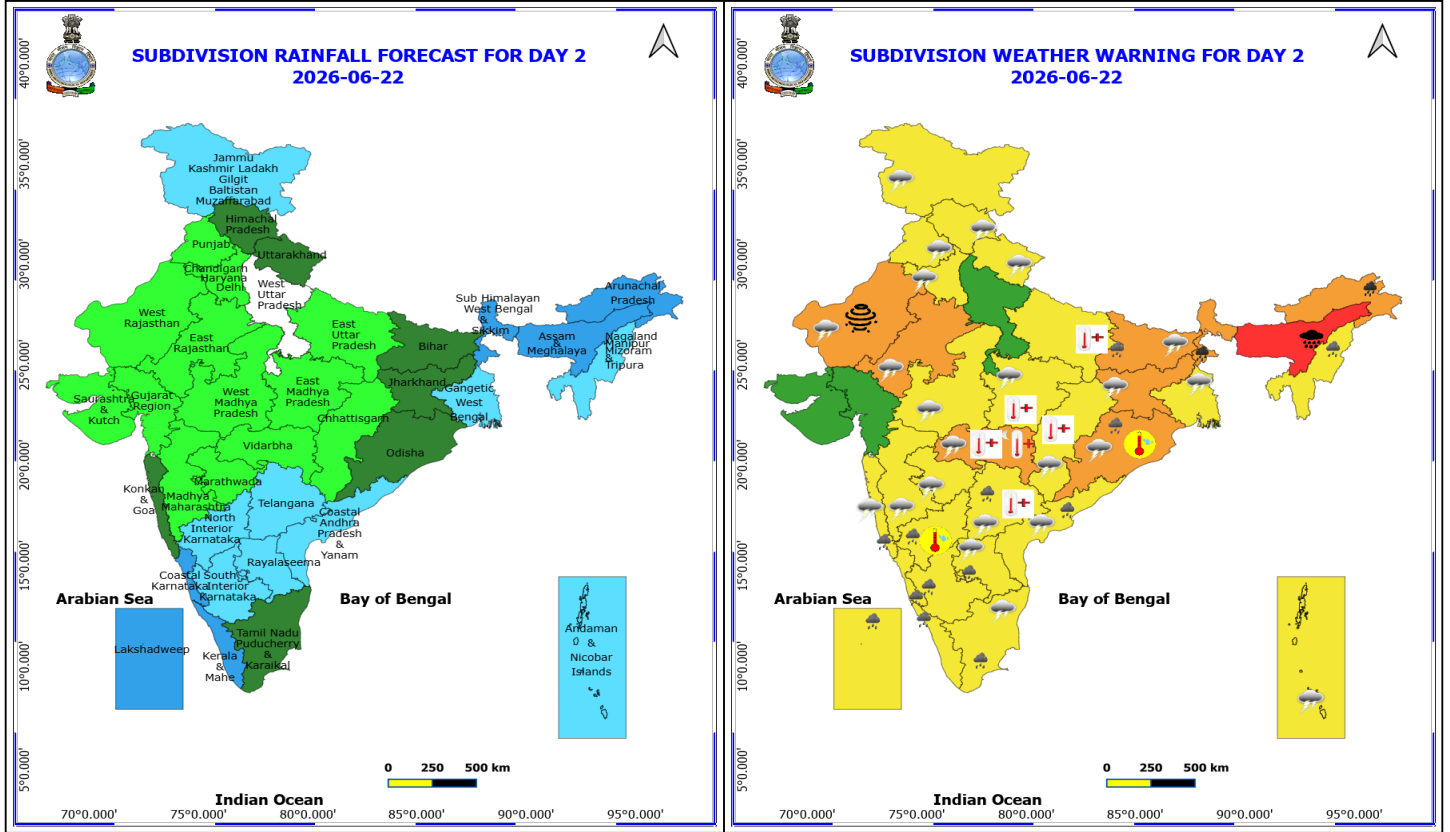 SUBDIVISION RAINFALL FORECAST FOR DAY 2
2026-06-22
40°0.000'
35°0.000'
30°0.000'
25°0.000'
20°0.000'
15°0.000'
10°0.000'
5°0.000'
Jammu
Kashmir Ladakh
Gilgit
Baltistan
Muzaffarabad
Himachal
Pradesh
Punjab
Uttarakhand
Chandigarh
Haryana
Delhi
West
Uttar
Pradesh
West
Rajasthan
East
Rajasthan
East
Uttar
Pradesh
Bihar
Sub Himalayan
West Bengal
&
Sikkim
Arunachal
Pradesh
Assam
&
Meghalaya
Nagaland
Manipur
Mizoram
&
Tripura
Jharkhand
Gangetic
West
Bengal
Saurashtra
&
Kutch
Gujarat
Region
West
Madhya
Pradesh
East
Madhya
Pradesh
Chhattisgarh
Vidarbha
Odisha
Konkan
&
Goa
Madhya
Maharashtra
Marathwada
Telangana
North
Interior
Karnataka
Coastal
Andhra
Pradesh
&
Yanam
Rayalaseema
Coastal
Karnataka
South
Interior
Karnataka
Tamil Nadu
Puducherry
&
Karaikal
Kerala
&
Mahe
Lakshadweep
Andaman
&
Nicobar
Islands
Arabian Sea
Bay of Bengal
Indian Ocean
0 250 500 km
70°0.000' 75°0.000' 80°0.000' 85°0.000' 90°0.000' 95°0.000'
SUBDIVISION WEATHER WARNING FOR DAY 2
2026-06-22
40°0.000'
35°0.000'
30°0.000'
25°0.000'
20°0.000'
15°0.000'
10°0.000'
5°0.000'
Arabian Sea
Bay of Bengal
Indian Ocean
0 250 500 km
70°0.000' 75°0.000' 80°0.000' 85°0.000' 90°0.000' 95°0.000'